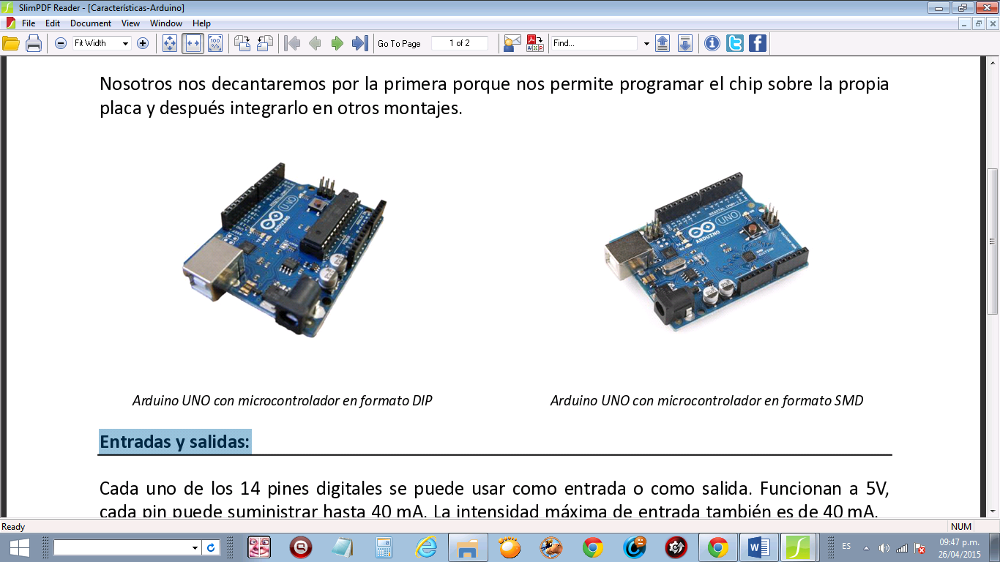 SlimPDF Reader - [Características-Arduino]
File Edit Document View Window Help
Fit Width
100 %
Go To Page
1 of 2
Find...
Nosotros nos decantaremos por la primera porque nos permite programar el chip sobre la propia
placa y después integrarlo en otros montajes.
ARDUINO
UNO
ARDUINO
UNO
Arduino UNO con microcontrolador en formato DIP
Arduino UNO con microcontrolador en formato SMD
Entradas y salidas:
Cada uno de los 14 pines digitales se puede usar como entrada o como salida. Funcionan a 5V,
cada pin puede suministrar hasta 40 mA. La intensidad máxima de entrada también es de 40 mA.
Ready
NUM
ES
09:47 p.m.
26/04/2015